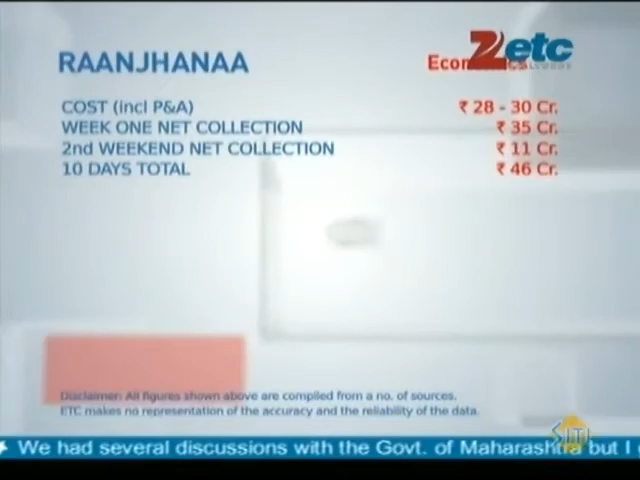 RAANJHANAA
Zetc
COST (incl P&A) ₹ 28 - 30 Cr.
WEEK ONE NET COLLECTION ₹ 35 Cr.
2nd WEEKEND NET COLLECTION ₹ 11 Cr.
10 DAYS TOTAL ₹ 46 Cr.
Disclaimer: All figures shown above are compiled from a no. of sources.
ETC makes no representation of the accuracy and the reliability of the data.
SITI
We had several discussions with the Govt. of Maharashtra but I